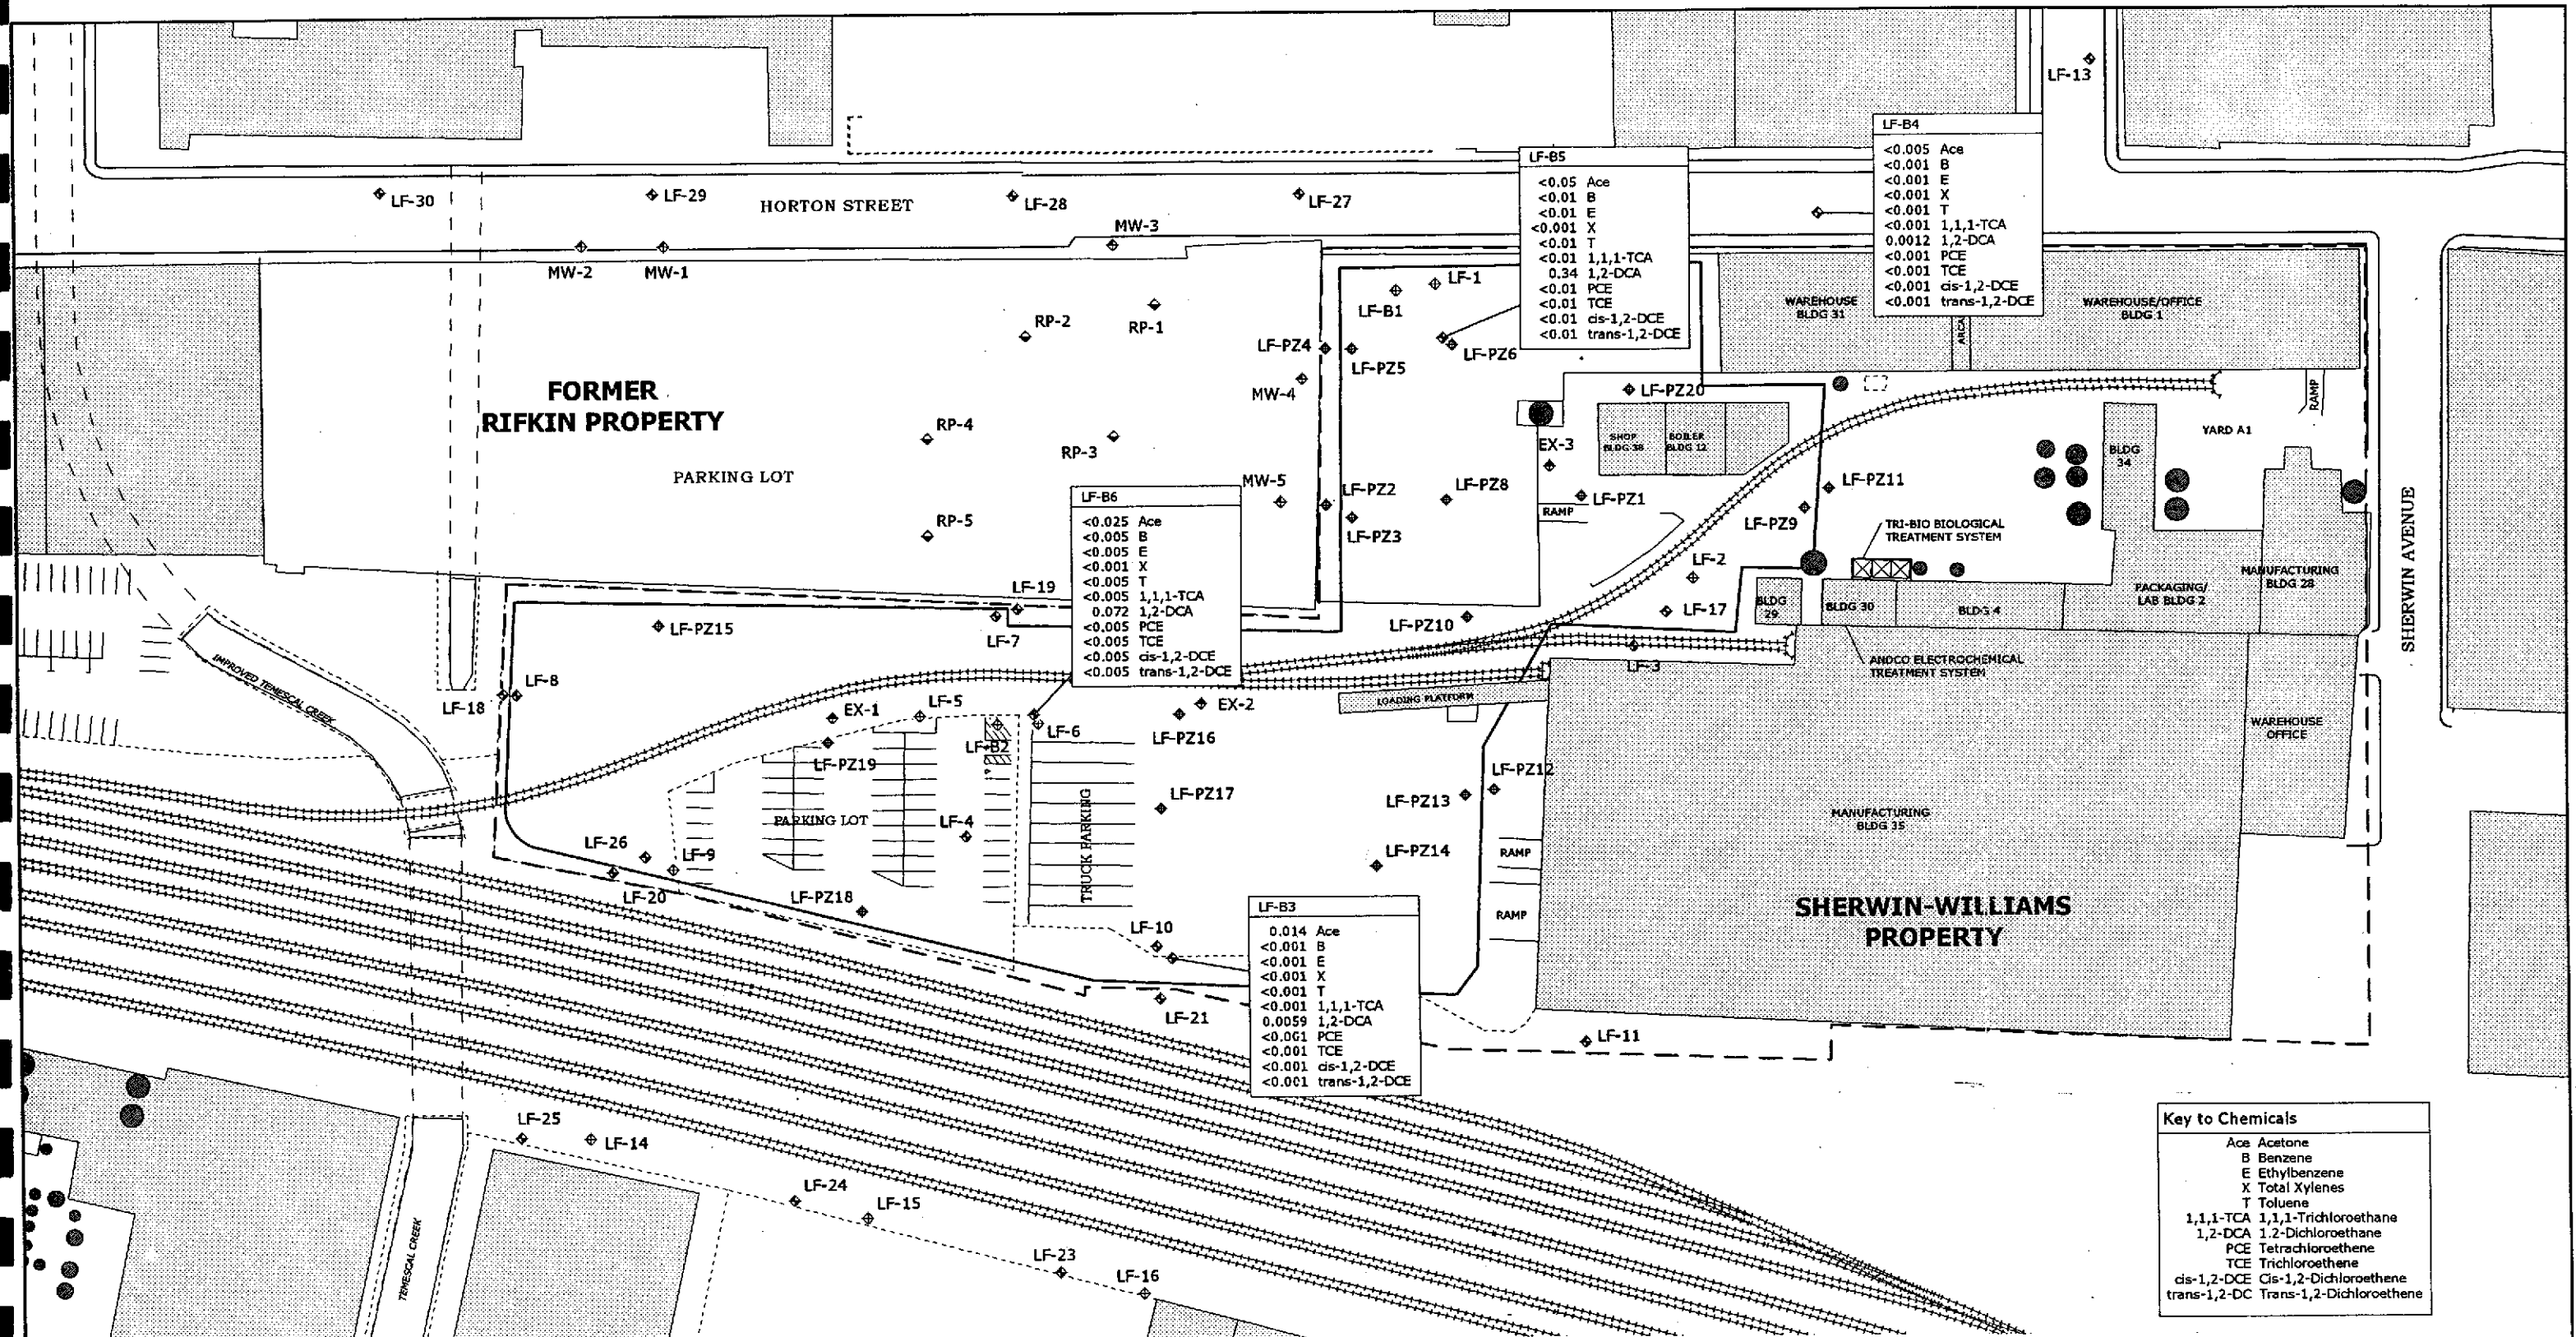 LF-13
LF-B4
<0.005 Ace
<0.001 B
<0.001 E
<0.001 X
<0.001 T
<0.001 1,1,1-TCA
0.0012 1,2-DCA
<0.001 PCE
<0.001 TCE
<0.001 cis-1,2-DCE
<0.001 trans-1,2-DCE
LF-B5
<0.05 Ace
<0.01 B
<0.01 E
<0.001 X
<0.01 T
<0.01 1,1,1-TCA
0.34 1,2-DCA
<0.01 PCE
<0.01 TCE
<0.01 cis-1,2-DCE
<0.01 trans-1,2-DCE
LF-30
LF-29
HORTON STREET
LF-28
LF-27
MW-3
MW-2
MW-1
LF-1
LF-B1
RP-2
RP-1
WAREHOUSE
BLDG 31
WAREHOUSE/OFFICE
BLDG 1
LF-PZ4
LF-PZ5
LF-PZ6
MW-4
LF-PZ20
RAMP
FORMER
RIFKIN PROPERTY
RP-4
RP-3
EX-3
SHOP
BLDG 38
BOILER
BLDG 12
YARD A1
BLDG
34
PARKING LOT
MW-5
LF-PZ2
LF-PZ8
LF-PZ1
LF-PZ11
RAMP
LF-PZ9
LF-PZ3
RP-5
TRI-BIO BIOLOGICAL
TREATMENT SYSTEM
SHERWIN AVENUE
LF-B6
<0.025 Ace
<0.005 B
<0.005 E
<0.001 X
<0.005 T
<0.005 1,1,1-TCA
0.072 1,2-DCA
<0.005 PCE
<0.005 TCE
<0.005 cis-1,2-DCE
<0.005 trans-1,2-DCE
LF-2
MANUFACTURING
BLDG 28
PACKAGING/
LAB BLDG 2
LF-19
LF-17
BLDG
29
BLDG 30
BLDG 4
LF-PZ15
LF-7
LF-PZ10
LF-3
ANDCO ELECTROCHEMICAL
TREATMENT SYSTEM
IMPROVED TEMESCAL CREEK
LF-8
LF-18
LOADING PLATFORM
EX-1
LF-5
EX-2
LF-6
LF-B2
LF-PZ16
WAREHOUSE
OFFICE
LF-PZ19
LF-PZ12
LF-PZ17
LF-PZ13
PARKING LOT
LF-4
TRUCK PARKING
MANUFACTURING
BLDG 35
LF-26
LF-9
LF-PZ14
RAMP
LF-20
LF-PZ18
RAMP
SHERWIN-WILLIAMS
PROPERTY
LF-10
LF-B3
0.014 Ace
<0.001 B
<0.001 E
<0.001 X
<0.001 T
<0.001 1,1,1-TCA
0.0059 1,2-DCA
<0.001 PCE
<0.001 TCE
<0.001 cis-1,2-DCE
<0.001 trans-1,2-DCE
LF-21
LF-11
LF-25
LF-14
LF-24
LF-15
LF-23
LF-16
TEMESCAL CREEK
Key to Chemicals
Ace Acetone
B Benzene
E Ethylbenzene
X Total Xylenes
T Toluene
1,1,1-TCA 1,1,1-Trichloroethane
1,2-DCA 1.2-Dichloroethane
PCE Tetrachloroethene
TCE Trichloroethene
cis-1,2-DCE Cis-1,2-Dichloroethene
trans-1,2-DC Trans-1,2-Dichloroethene